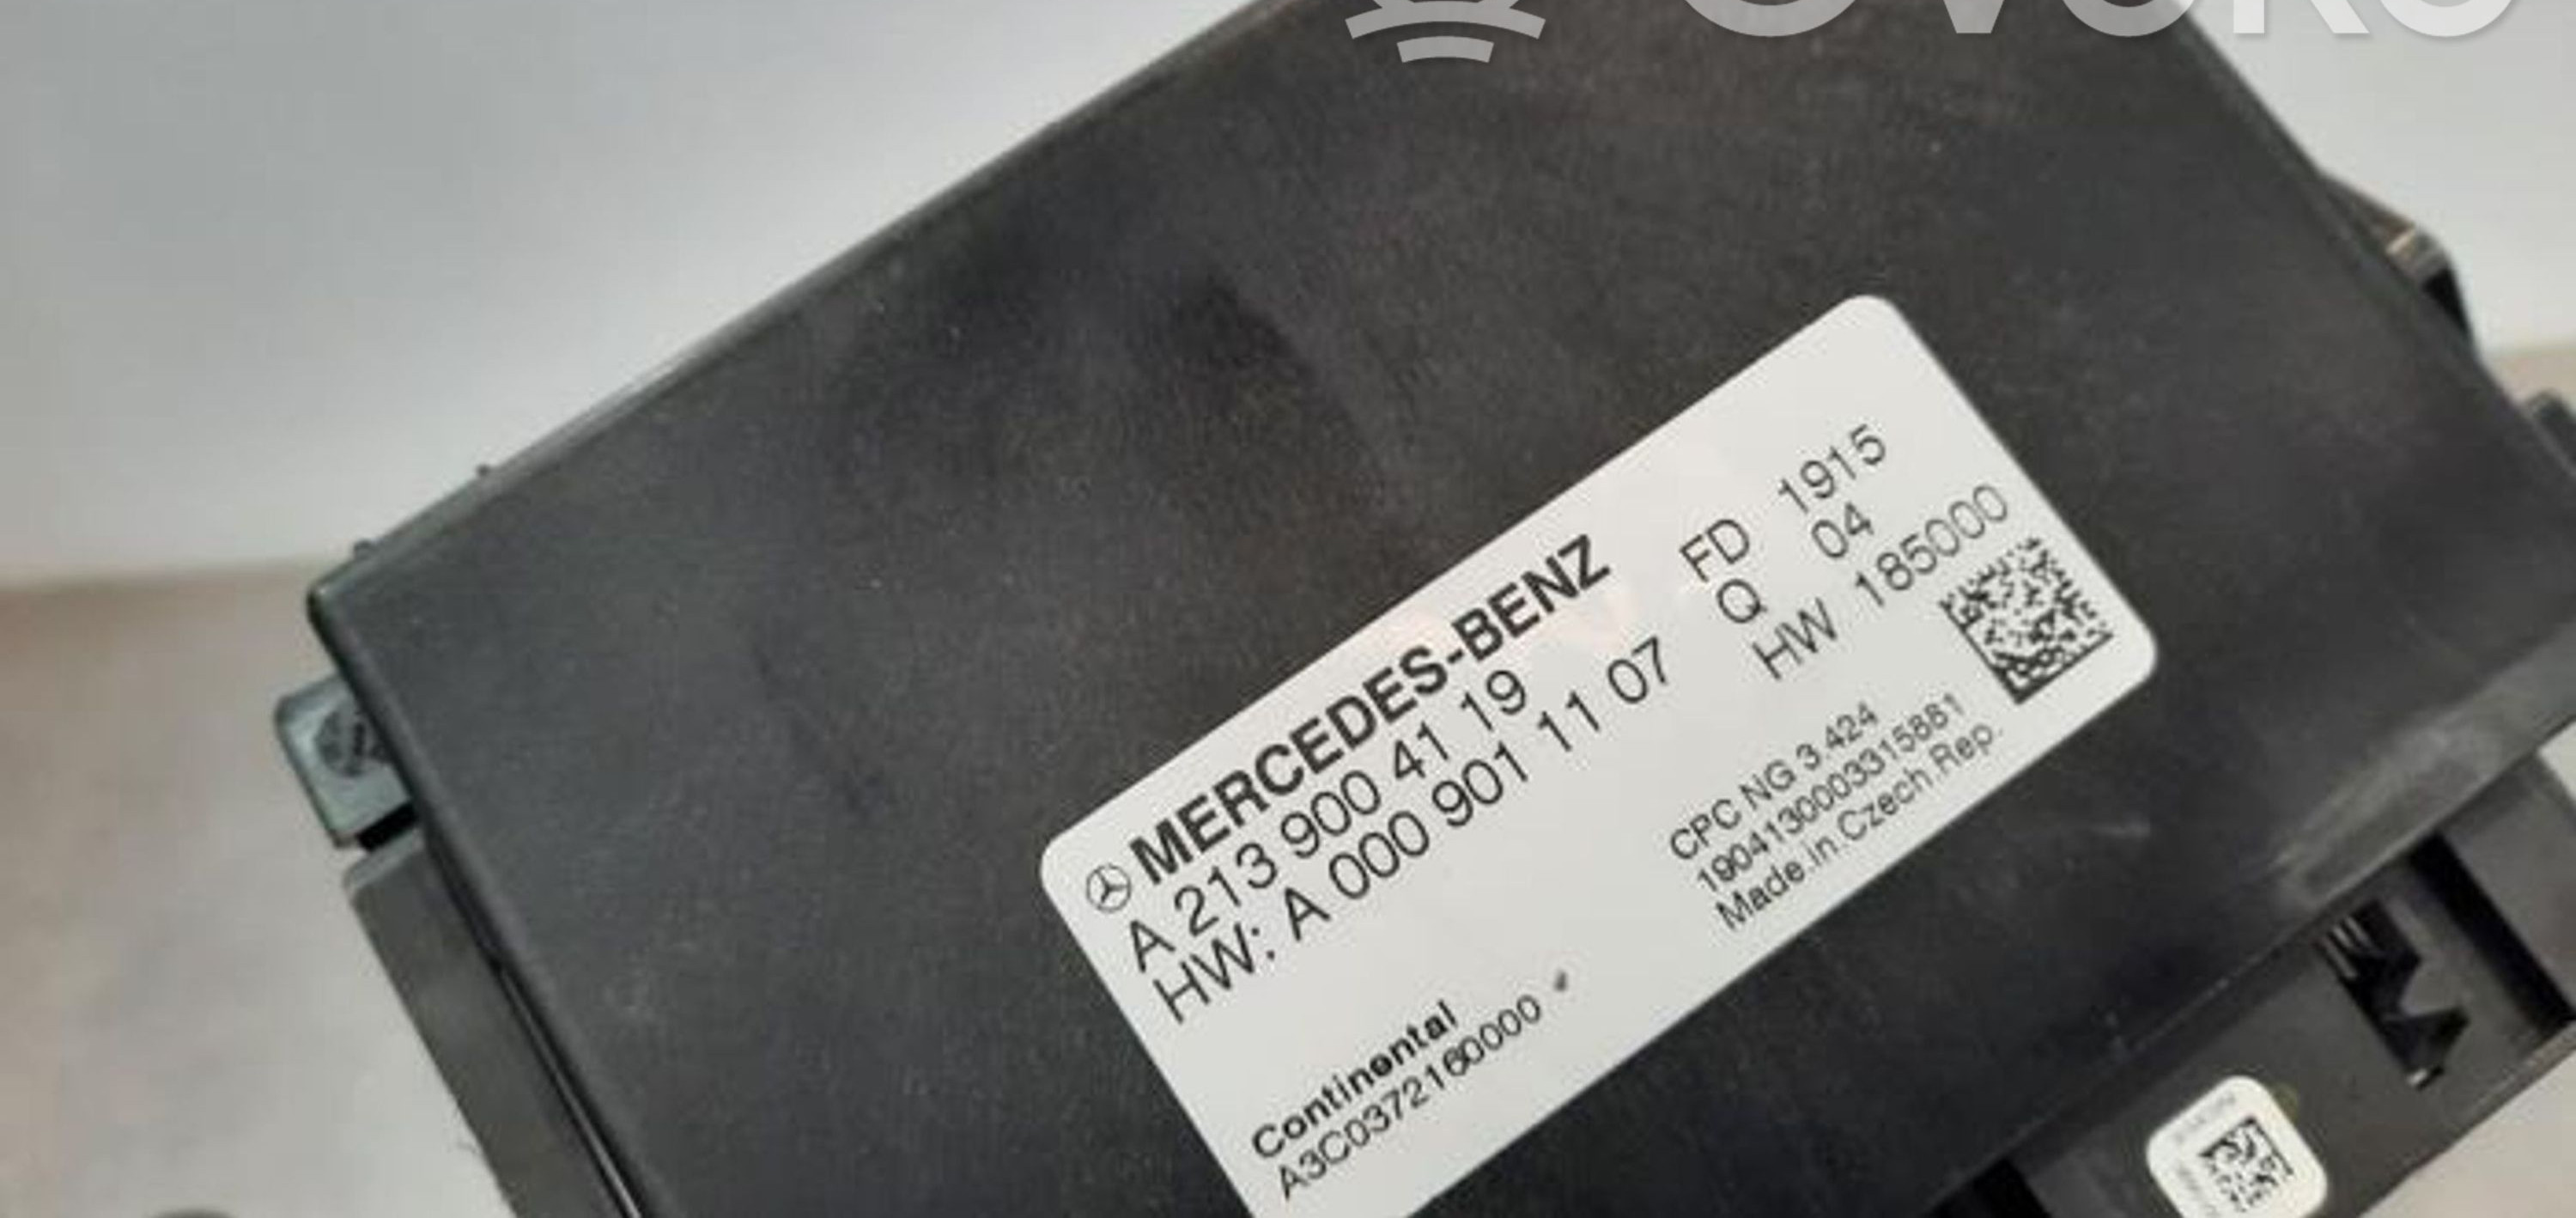 MERCEDES-BENZ
A 213 900 41 19
HW: A 000 901 11 07
FD 1915
Q 04
HW 185000
CPC NG 3.424
1904130003315881
Made.in.Czech.Rep.
Continental
A3C0372160000